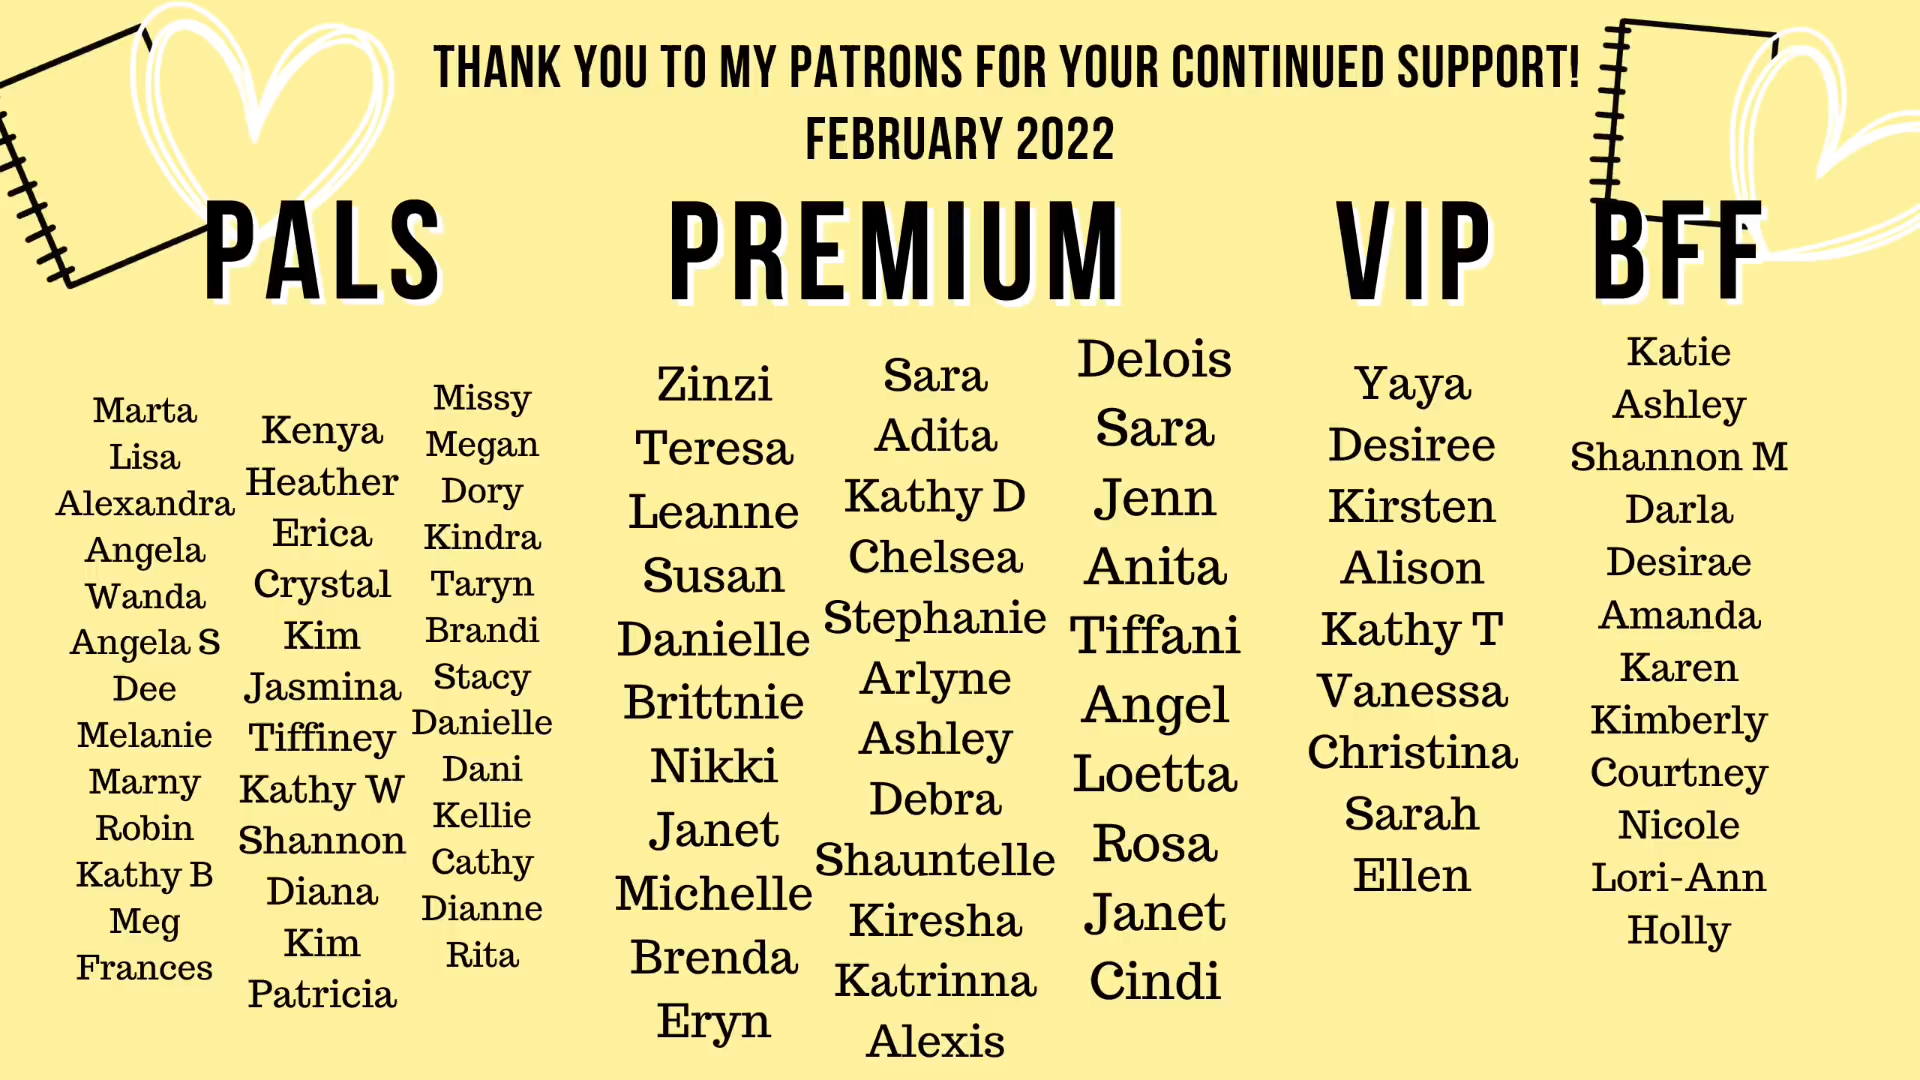 THANK YOU TO MY PATRONS FOR YOUR CONTINUED SUPPORT!
FEBRUARY 2022
PALS
Marta
Lisa
Alexandra
Angela
Wanda
Angela S
Dee
Melanie
Marny
Robin
Kathy B
Meg
Frances
Kenya
Heather
Erica
Crystal
Kim
Jasmina
Tiffiney
Kathy W
Shannon
Diana
Kim
Patricia
Missy
Megan
Dory
Kindra
Taryn
Brandi
Stacy
Danielle
Dani
Kellie
Cathy
Dianne
Rita
PREMIUM
Zinzi
Teresa
Leanne
Susan
Danielle
Brittnie
Nikki
Janet
Michelle
Brenda
Eryn
Sara
Adita
Kathy D
Chelsea
Stephanie
Arlyne
Ashley
Debra
Shauntelle
Kiresha
Katrinna
Alexis
Delois
Sara
Jenn
Anita
Tiffani
Angel
Loetta
Rosa
Janet
Cindi
VIP
Yaya
Desiree
Kirsten
Alison
Kathy T
Vanessa
Christina
Sarah
Ellen
BFF
Katie
Ashley
Shannon M
Darla
Desirae
Amanda
Karen
Kimberly
Courtney
Nicole
Lori-Ann
Holly